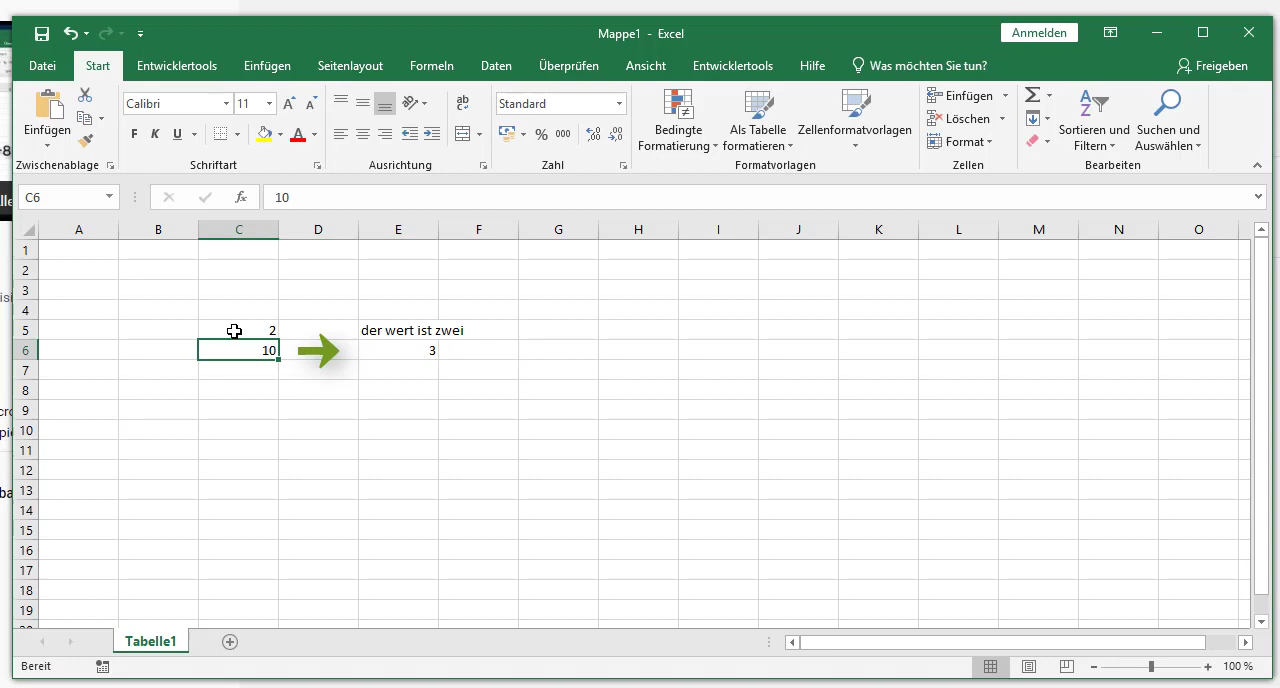 Mappe1 - Excel
Anmelden
Datei Start Entwicklertools Einfügen Seitenlayout Formeln Daten Überprüfen Ansicht Entwicklertools Hilfe Was möchten Sie tun? Freigeben
Einfügen
Zwischenablage
Calibri 11
F K U
Schriftart
ab
c
Ausrichtung
Standard
% 000
Zahl
Bedingte Formatierung
Als Tabelle formatieren
Zellenformatvorlagen
Formatvorlagen
Einfügen
Löschen
Format
Zellen
Sortieren und Filtern
Suchen und Auswählen
Bearbeiten
C6 fx 10
A B C D E F G H I J K L M N O
1
2
3
4
5 2 der wert ist zwei
6 10 3
7
8
9
10
11
12
13
14
15
16
17
18
19
Tabelle1
Bereit 100 %